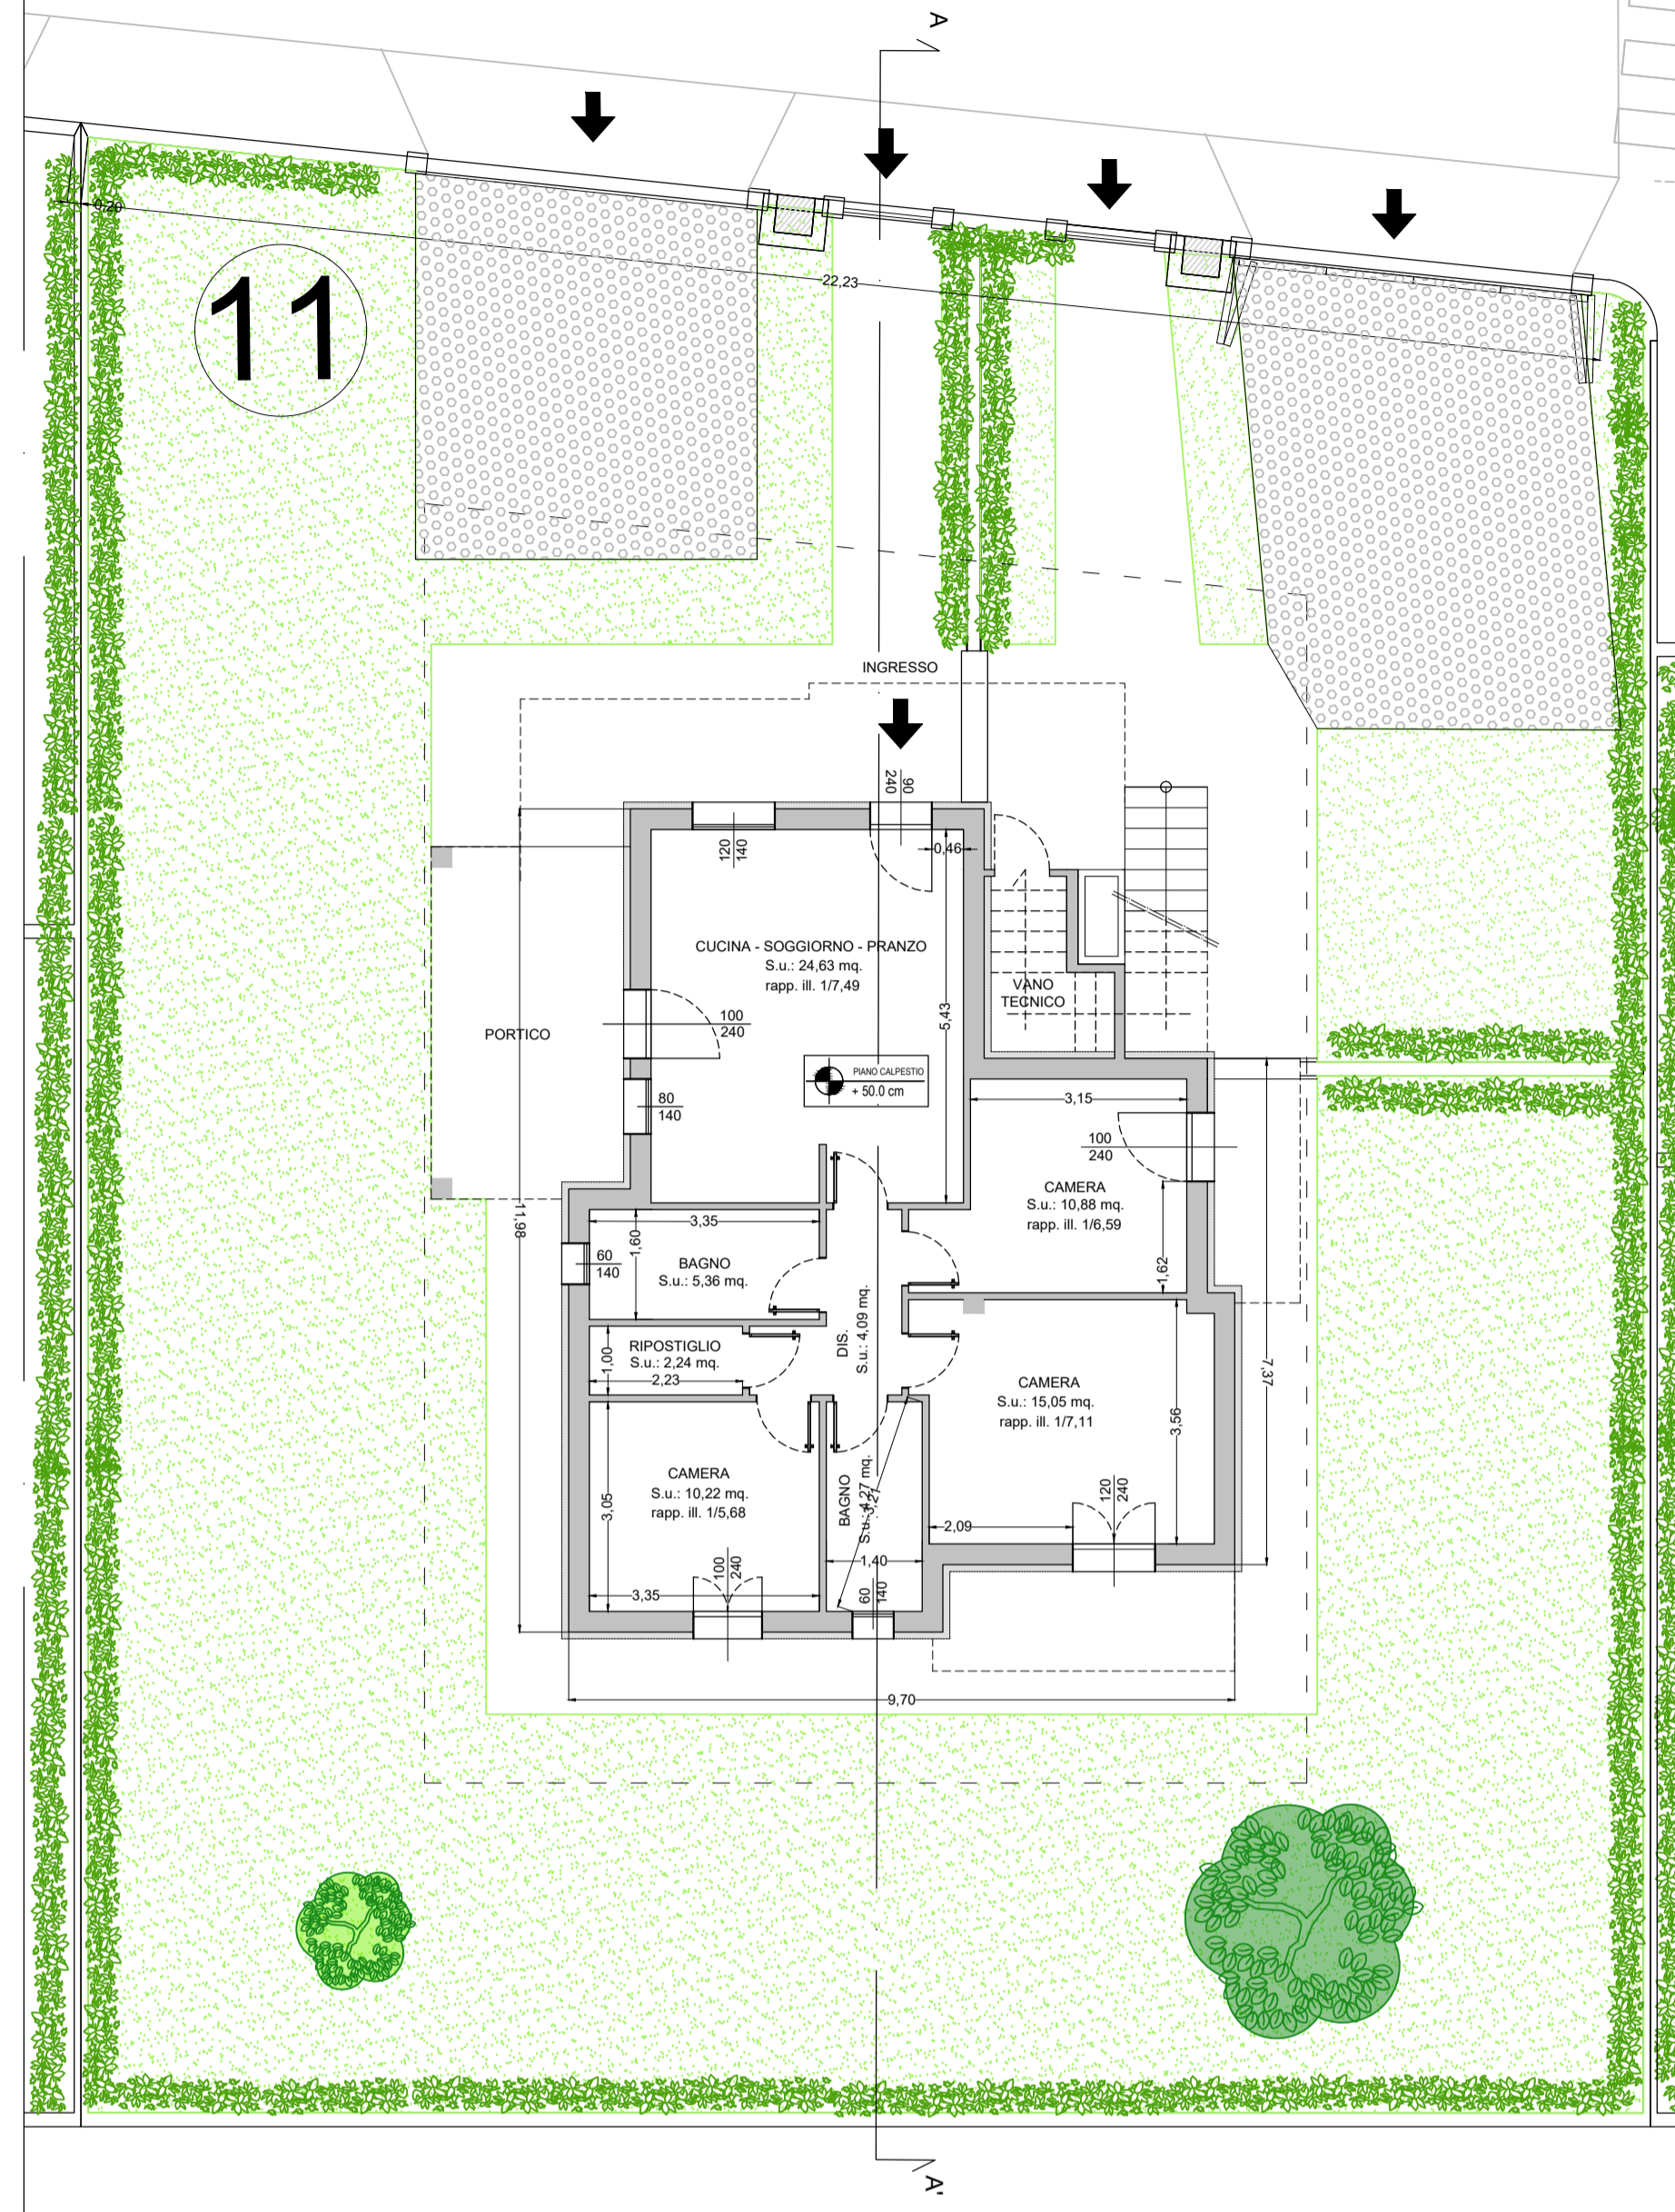 A
0,20
22,23
11
INGRESSO
90
240
120
140
0,46
CUCINA - SOGGIORNO - PRANZO
S.u.: 24,63 mq.
rapp. ill. 1/7,49
VANO
TECNICO
5,43
100
240
PORTICO
PIANO CALPESTIO
+ 50.0 cm
80
140
3,15
100
240
CAMERA
S.u.: 10,88 mq.
rapp. ill. 1/6,59
11,98
3,35
1,60
60
140
BAGNO
S.u.: 5,36 mq.
1,62
DIS.
S.u.: 4,09 mq.
RIPOSTIGLIO
S.u.: 2,24 mq.
1,00
2,23
7,37
CAMERA
S.u.: 15,05 mq.
rapp. ill. 1/7,11
3,56
CAMERA
S.u.: 10,22 mq.
rapp. ill. 1/5,68
3,05
BAGNO
S.u.: 4,27 mq.
3,27
120
240
2,09
1,40
100
240
60
140
3,35
9,70
A'